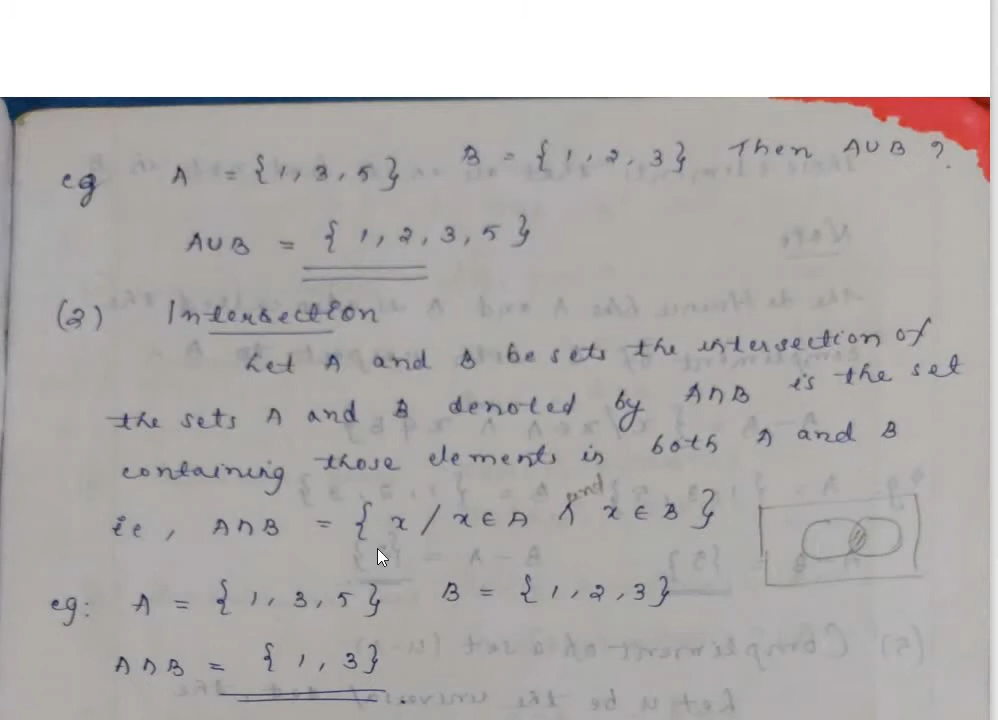 eg A = {1, 3, 5} B = {1, 2, 3} Then A∪B ?
A∪B = {1, 2, 3, 5}
(2) Intersection
Let A and B be sets the intersection of
the sets A and B denoted by A∩B is the set
containing those elements in both A and B
ie, A∩B = {x / x ∈ A ∧ and x ∈ B}
eg: A = {1, 3, 5} B = {1, 2, 3}
A∩B = {1, 3}